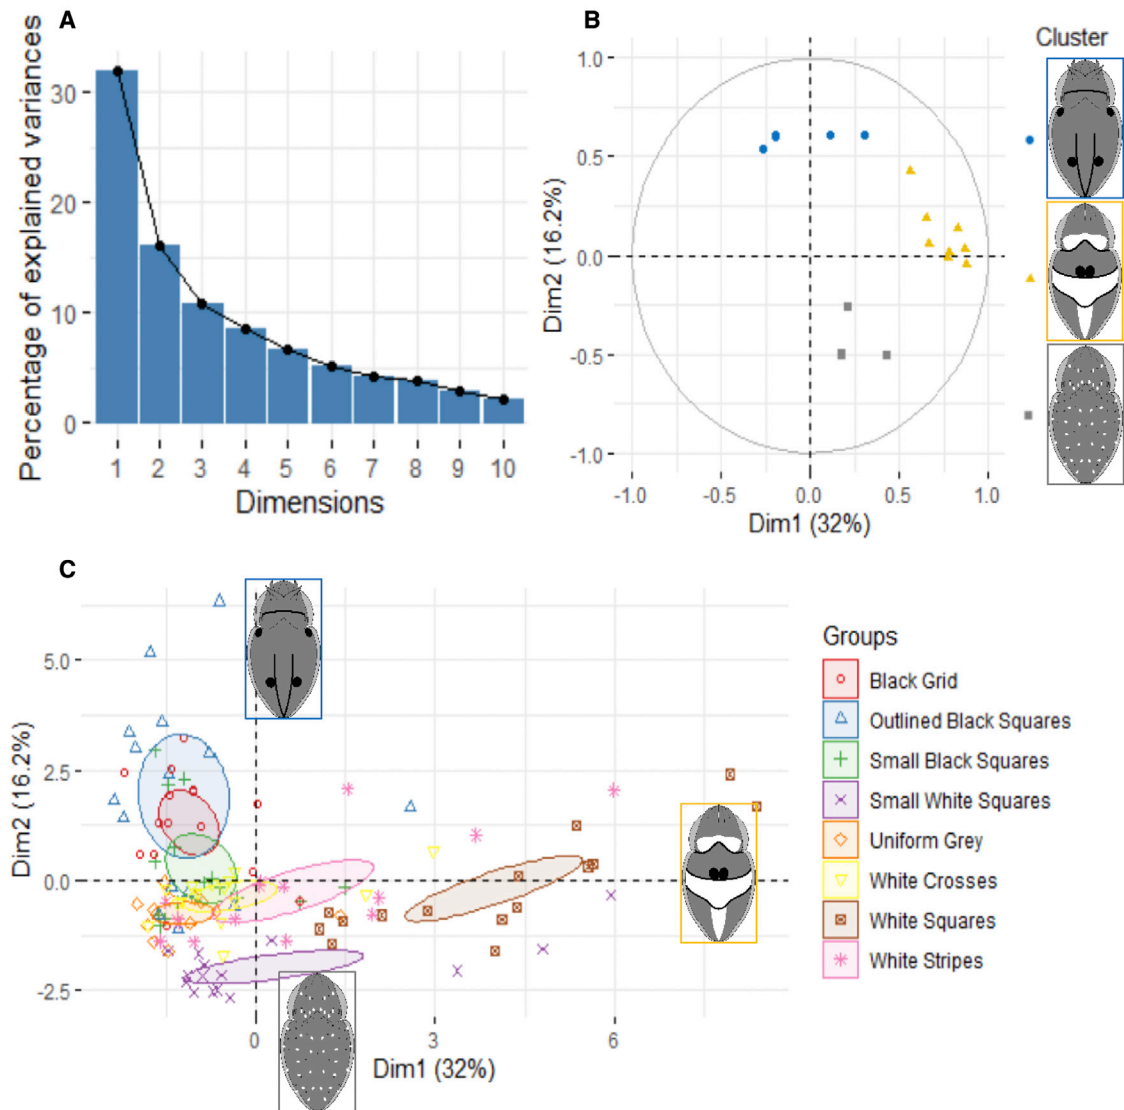 A
Percentage of explained variances
30
20
10
0
1 2 3 4 5 6 7 8 9 10
Dimensions
B
Dim2 (16.2%)
1.0
0.5
0.0
-0.5
-1.0
-1.0 -0.5 0.0 0.5 1.0
Dim1 (32%)
Cluster
C
Dim2 (16.2%)
5.0
2.5
0.0
-2.5
0 3 6
Dim1 (32%)
Groups
Black Grid
Outlined Black Squares
Small Black Squares
Small White Squares
Uniform Grey
White Crosses
White Squares
White Stripes